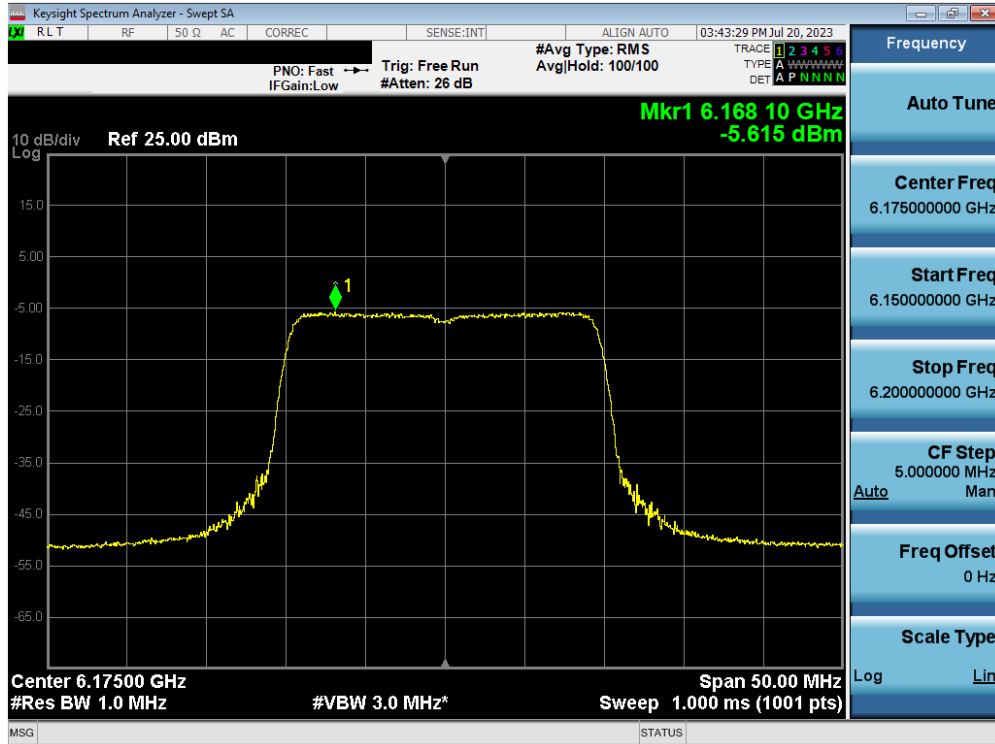 Keysight Spectrum Analyzer - Swept SA
LXI RLT RF 50 Ω AC CORREC SENSE:INT ALIGN AUTO 03:43:29 PM Jul 20, 2023
PNO: Fast
IFGain:Low
Trig: Free Run
#Atten: 26 dB
#Avg Type: RMS
Avg|Hold: 100/100
TRACE 1 2 3 4 5 6
TYPE A WWWWW
DET A P N N N N
Mkr1 6.168 10 GHz
-5.615 dBm
10 dB/div Ref 25.00 dBm
Log
15.0
5.00
1
-5.00
-15.0
-25.0
-35.0
-45.0
-55.0
-65.0
Center 6.17500 GHz Span 50.00 MHz
#Res BW 1.0 MHz #VBW 3.0 MHz* Sweep 1.000 ms (1001 pts)
MSG STATUS
Frequency
Auto Tune
Center Freq
6.175000000 GHz
Start Freq
6.150000000 GHz
Stop Freq
6.200000000 GHz
CF Step
5.000000 MHz
Auto Man
Freq Offset
0 Hz
Scale Type
Log Lin